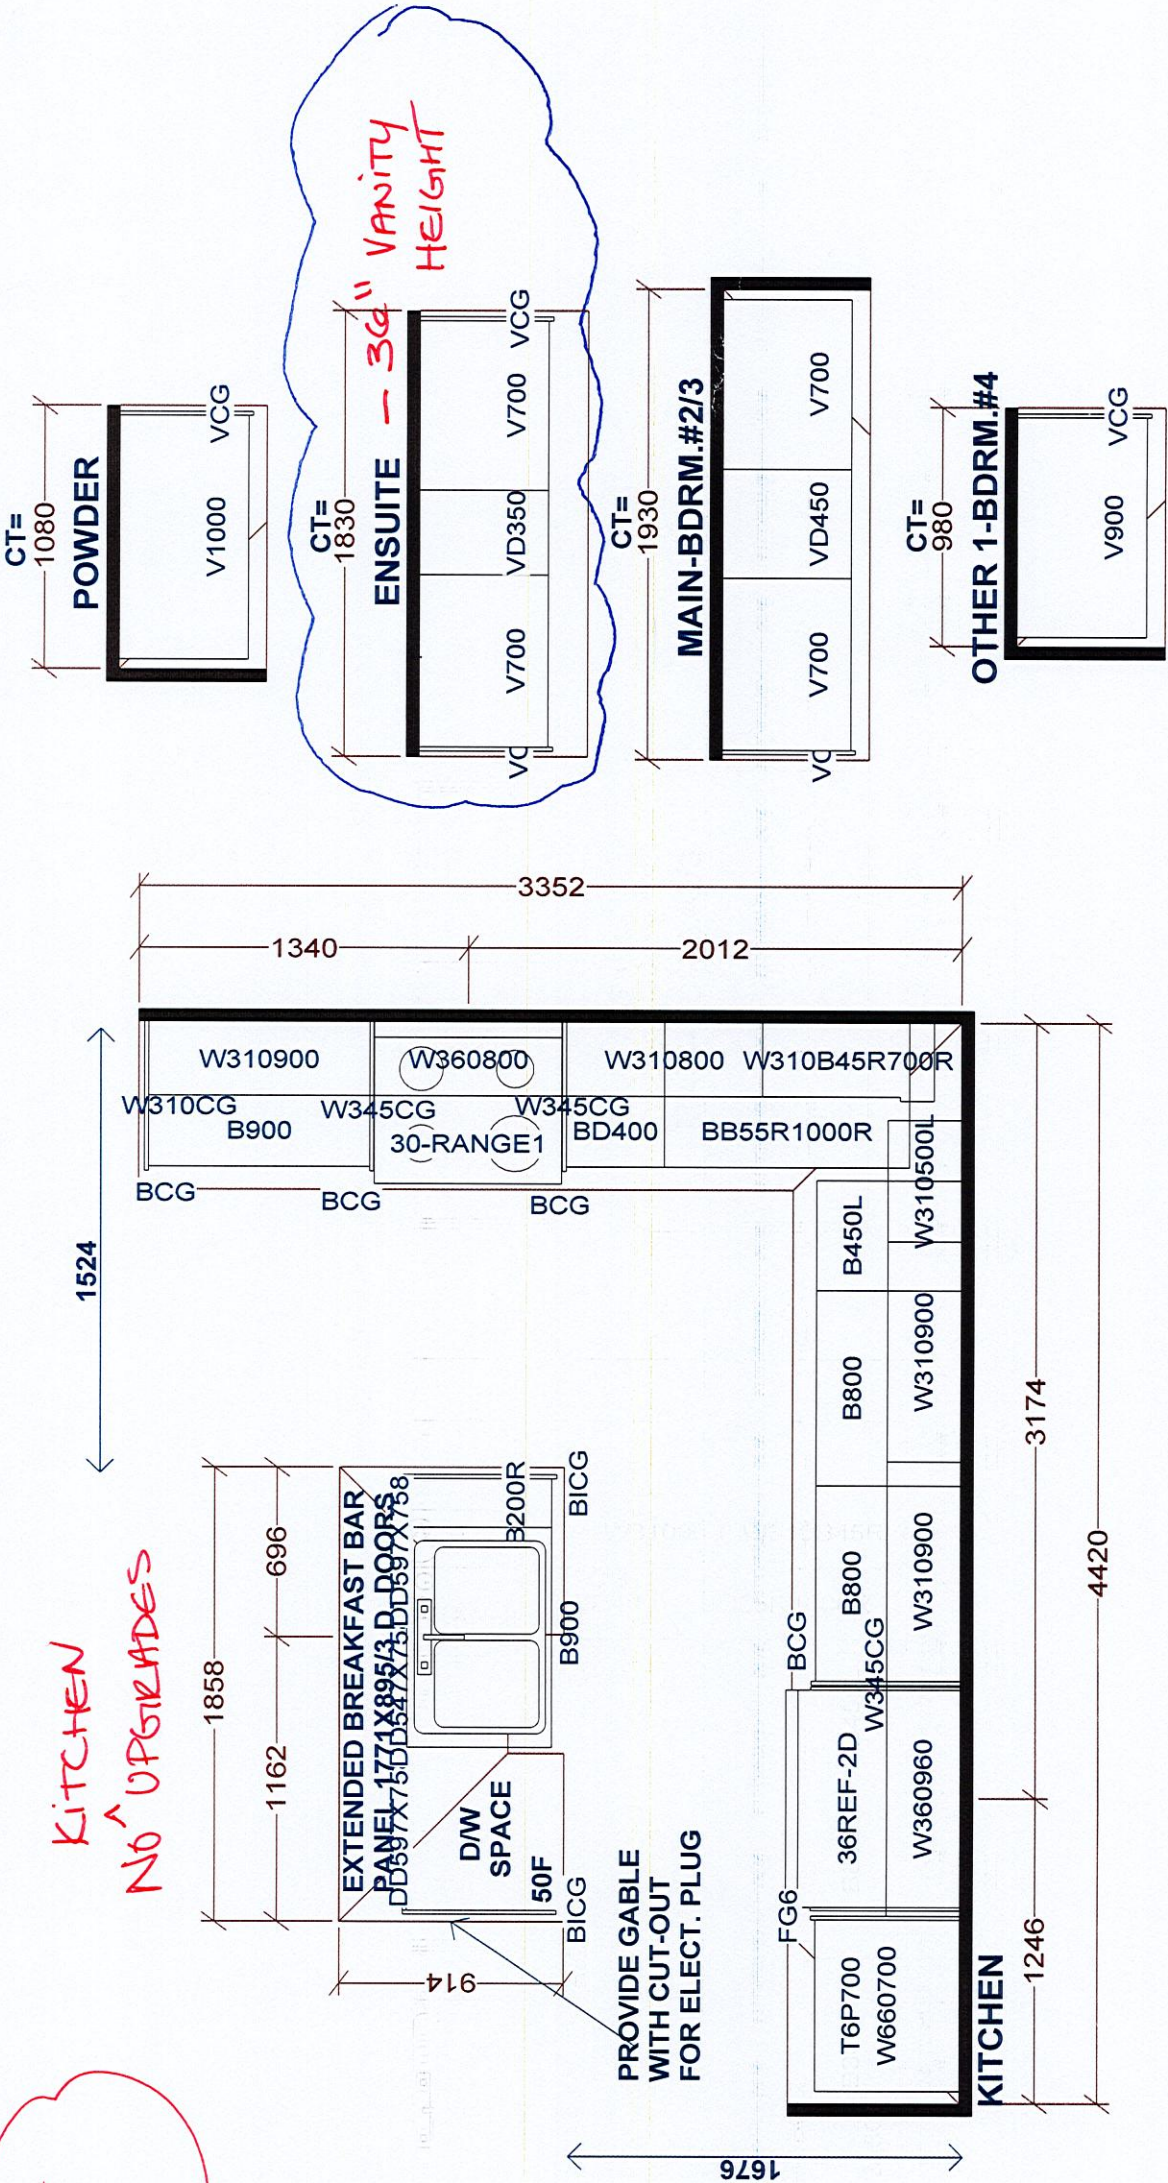 KITCHEN
NO ^ UPGRADES
1858
1162
696
1524
EXTENDED BREAKFAST BAR
PANEL-1771X895/3 D.DOORS
DD597X75
DD547X75
DD597X758
D/W
SPACE
50F
B900
B200R
BICG
BICG
914
PROVIDE GABLE
WITH CUT-OUT
FOR ELECT. PLUG
W310900
W360800
W310800
W310B45R700R
W310CG
W345CG
W345CG
B900
30-RANGE1
BD400
BB55R1000R
BCG
BCG
BCG
1340
2012
3352
B450L
W310500L
B800
W310900
B800
W310900
BCG
W345CG
36REF-2D
W360960
FG6
T6P700
W660700
KITCHEN
1246
3174
4420
1676
CT=
1080
POWDER
V1000
VCG
CT=
1830
ENSUITE
— 36" VANITY
HEIGHT
V700
VD350
V700
VC
VCG
CT=
1930
MAIN-BDRM.#2/3
V700
VD450
V700
VC
CT=
980
OTHER 1-BDRM.#4
V900
VCG